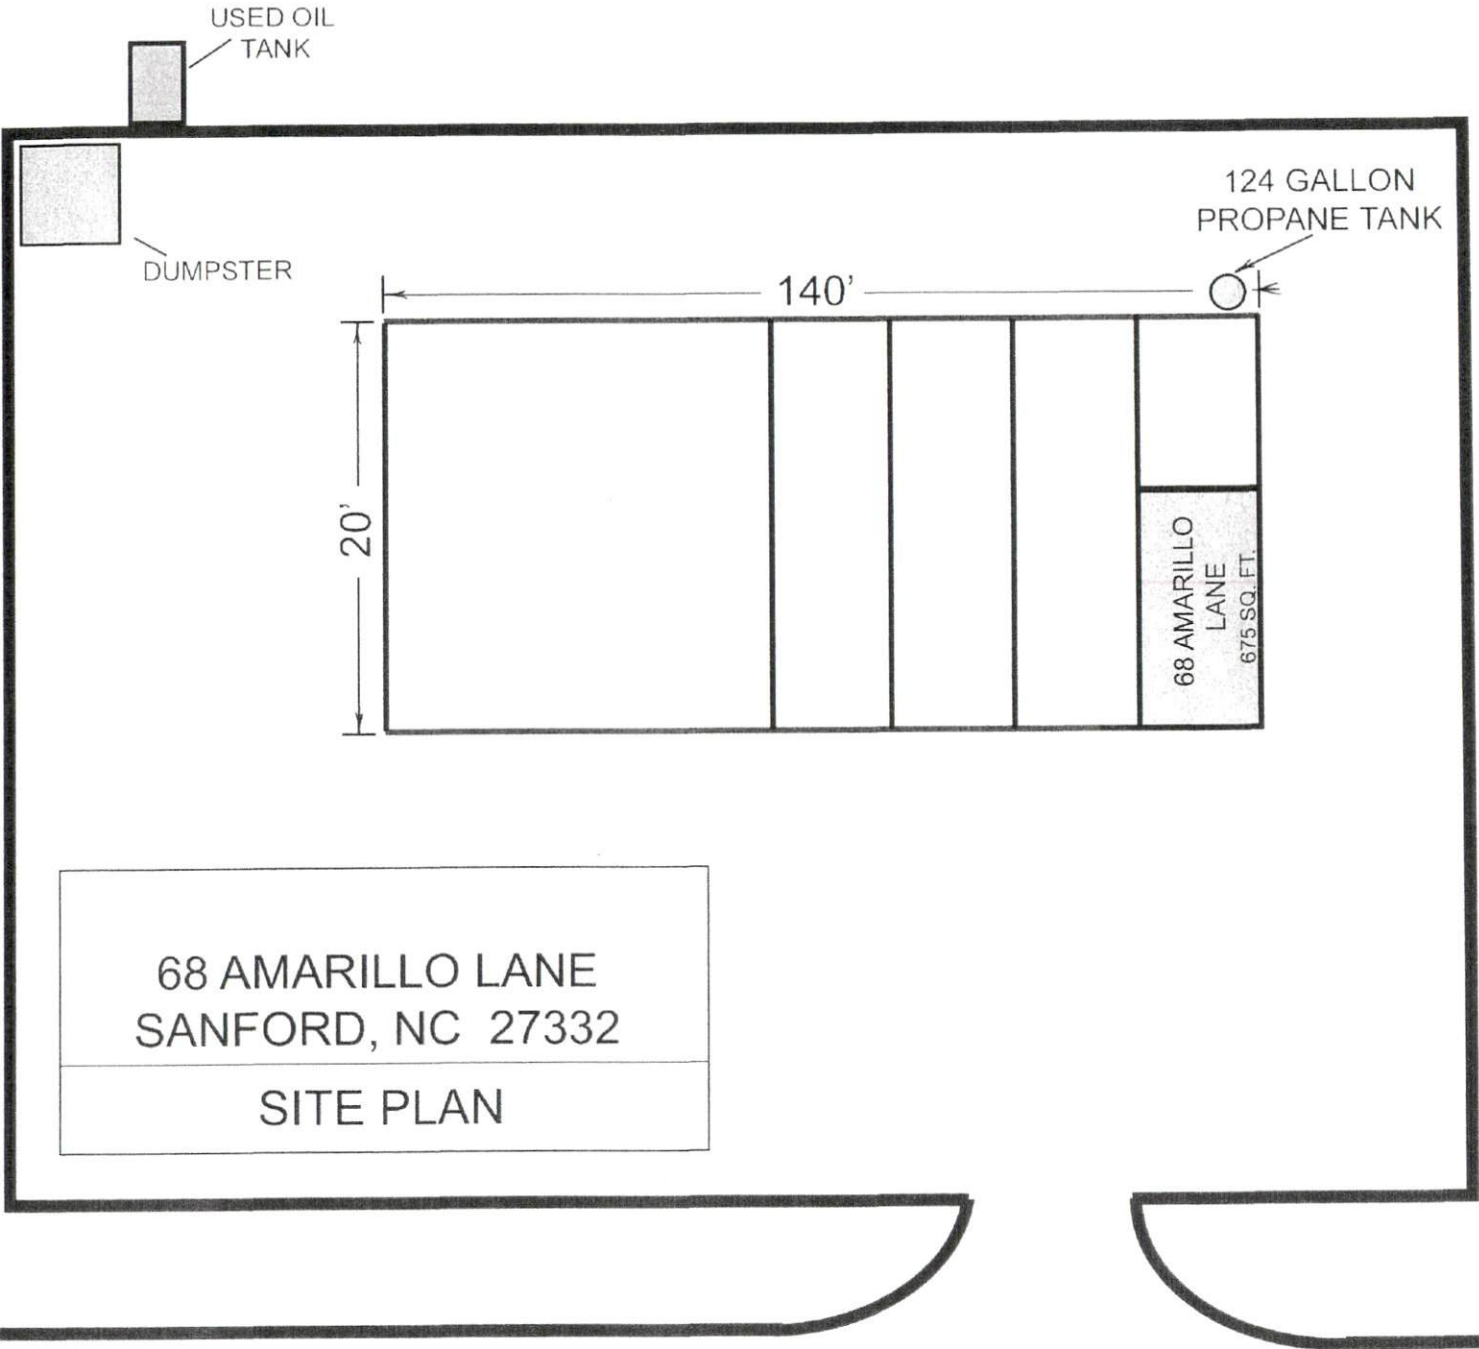 USED OIL
TANK
124 GALLON
PROPANE TANK
DUMPSTER
140'
20'
68 AMARILLO
LANE
675 SQ. FT.
68 AMARILLO LANE
SANFORD, NC 27332
SITE PLAN